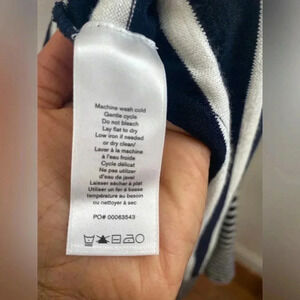 Machine wash cold
Gentle cycle
Do not bleach
Lay flat to dry
Low iron if needed
or dry clean/
Laver à la machine
à l'eau froide
Cycle délicat
Ne pas utiliser
d'eau de javel
Laisser sécher à plat
Utiliser un fer à basse
température au besoin
ou nettoyer à sec
PO# 00063543